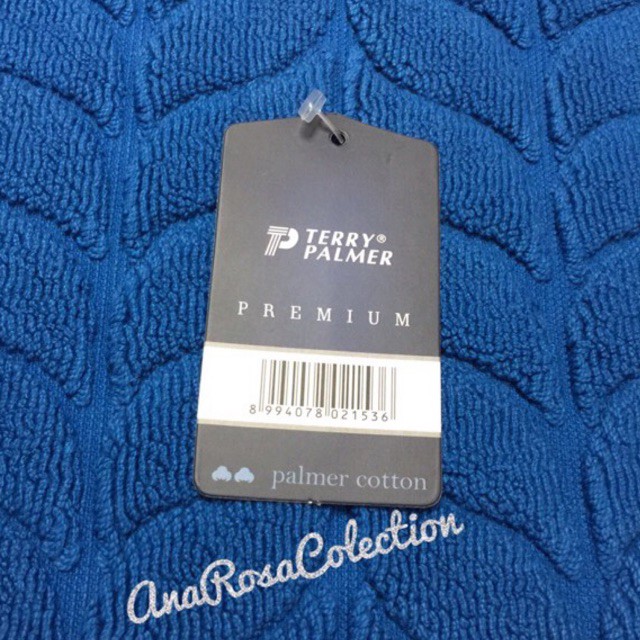 TERRY®
PALMER
PREMIUM
8 994078 021536
palmer cotton
AnaRosaColection